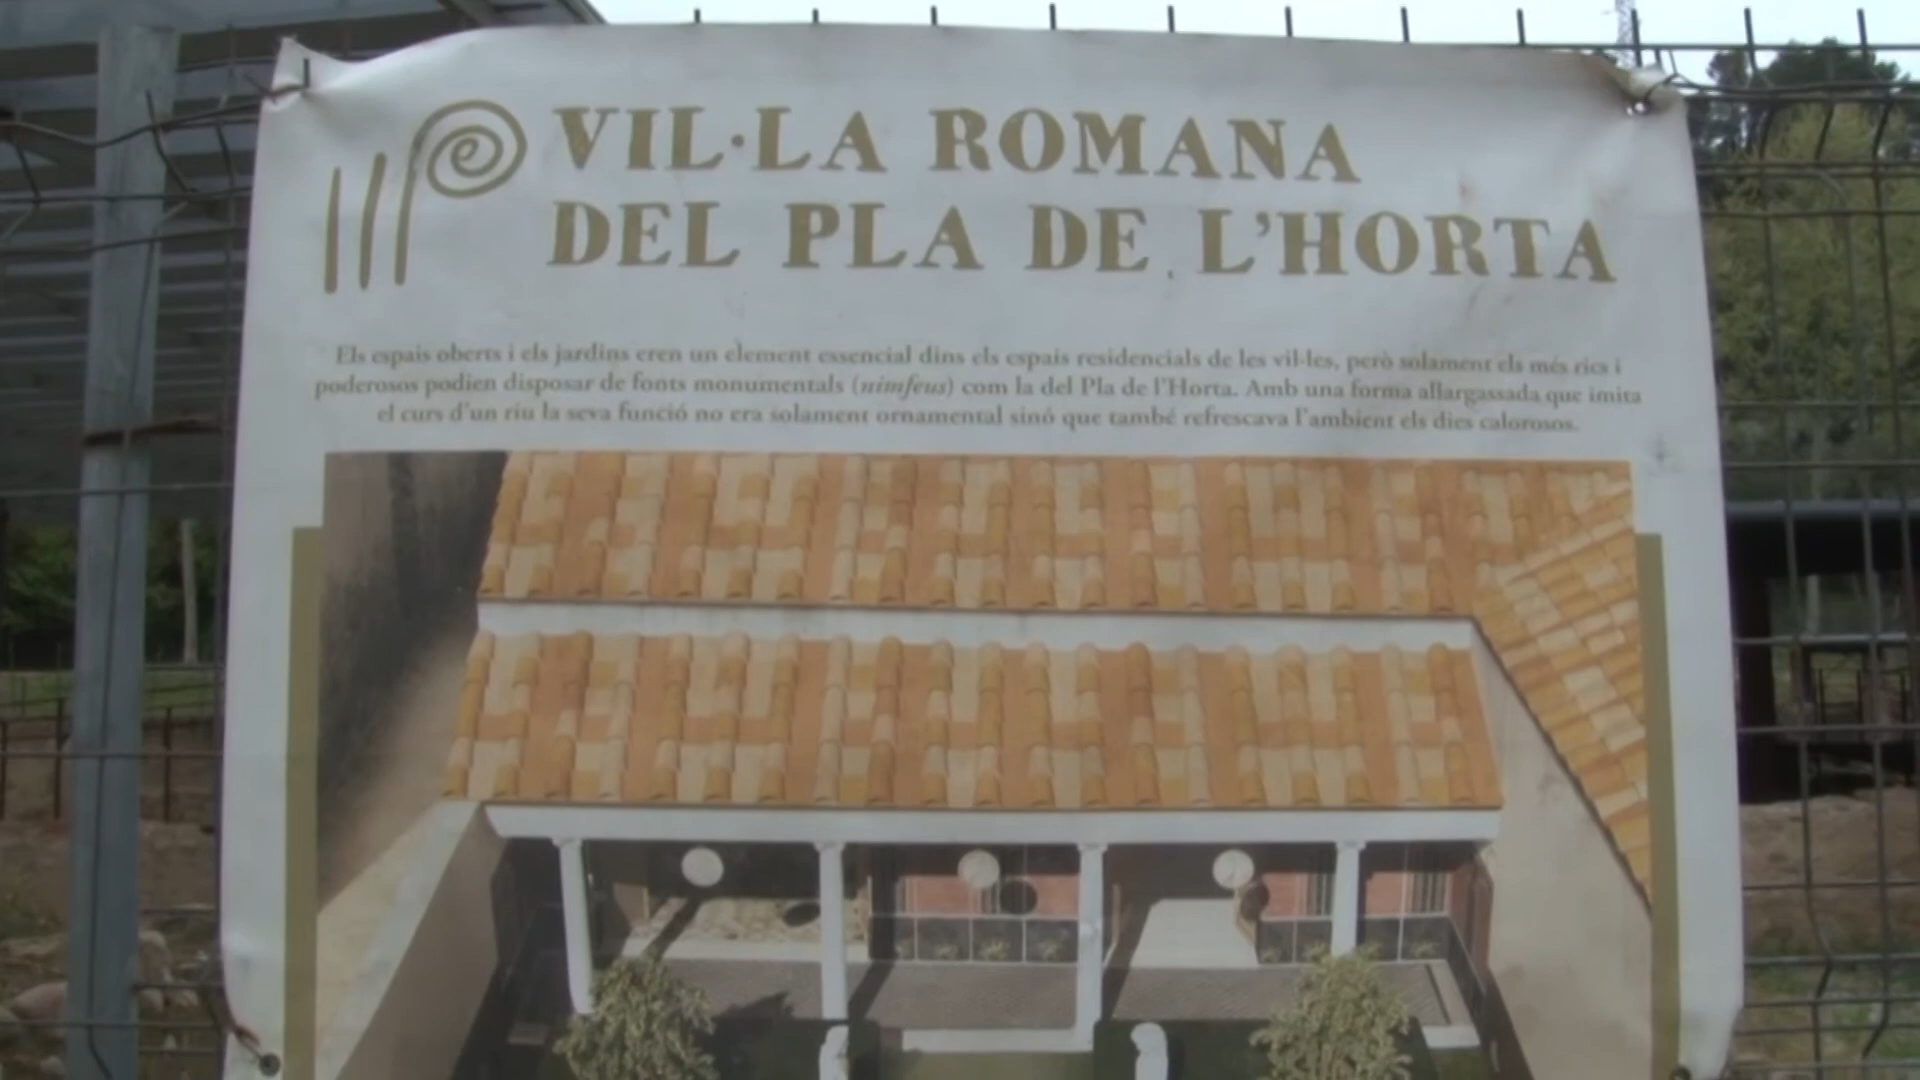 VIL·LA ROMANA
DEL PLA DE L'HORTA
Els espais oberts i els jardins eren un element essencial dins els espais residencials de les vil·les, però solament els més rics i
poderosos podien disposar de fonts monumentals (nimfeus) com la del Pla de l'Horta. Amb una forma allargassada que imita
el curs d'un riu la seva funció no era solament ornamental sinó que també refrescava l'ambient els dies calorosos.